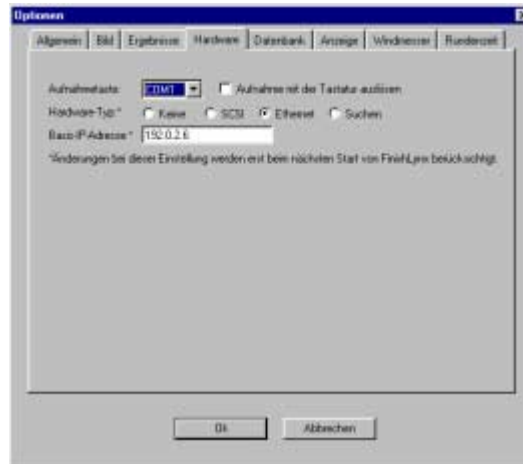 Optionen
Allgemein Bild Ergebnisse Hardware Datenbank Anzeige Windmesser Rundenzeit
Aufnahmetaste: COM1 Aufnahme mit der Tastatur auslösen
Hardware-Typ:* Keine SCSI Ethernet Suchen
Basis-IP-Adresse:* 192.0.2.6
*Änderungen bei dieser Einstellung werden erst beim nächsten Start von FinishLynx berücksichtigt.
Ok Abbrechen